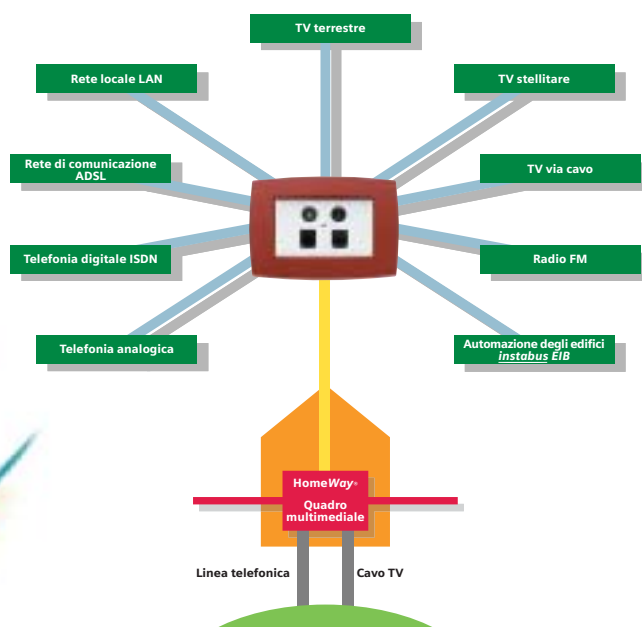 TV terrestre
Rete locale LAN
TV stellitare
Rete di comunicazione
ADSL
TV via cavo
Telefonia digitale ISDN
Radio FM
Telefonia analogica
Automazione degli edifici
instabus EIB
HomeWay®
Quadro
multimediale
Linea telefonica
Cavo TV